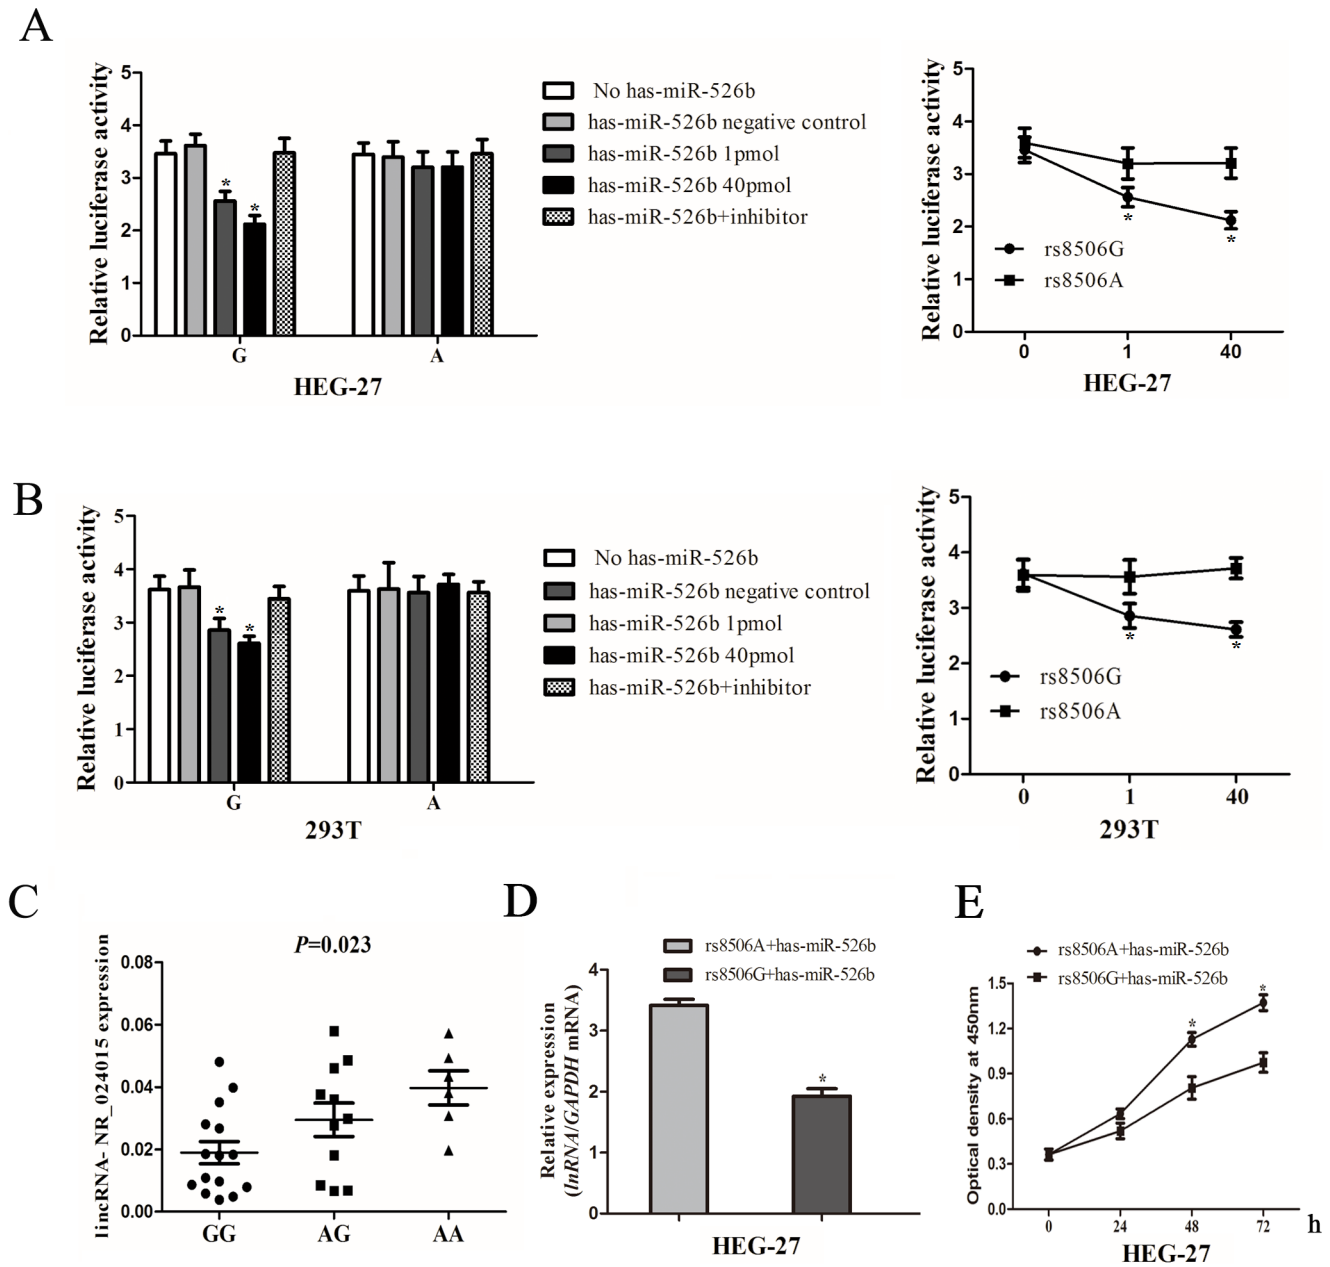 A
Relative luciferase activity
5
4
3
2
1
0
G
A
HEG-27
No has-miR-526b
has-miR-526b negative control
has-miR-526b 1pmol
has-miR-526b 40pmol
has-miR-526b+inhibitor
*
*
Relative luciferase activity
5
4
3
2
1
0
rs8506G
rs8506A
*
*
0
1
40
HEG-27
B
Relative luciferase activity
5
4
3
2
1
0
*
*
G
A
293T
No has-miR-526b
has-miR-526b negative control
has-miR-526b 1pmol
has-miR-526b 40pmol
has-miR-526b+inhibitor
Relative luciferase activity
5
4
3
2
1
0
*
*
rs8506G
rs8506A
0
1
40
293T
C
P=0.023
lincRNA- NR_024015 expression
0.08
0.06
0.04
0.02
0.00
GG
AG
AA
D
rs8506A+has-miR-526b
rs8506G+has-miR-526b
Relative expression
(lnRNA/GAPDH mRNA)
4
3
2
1
0
*
HEG-27
E
rs8506A+has-miR-526b
rs8506G+has-miR-526b
Optical density at 450nm
1.5
1.2
0.9
0.6
0.3
0.0
*
*
0
24
48
72
h
HEG-27